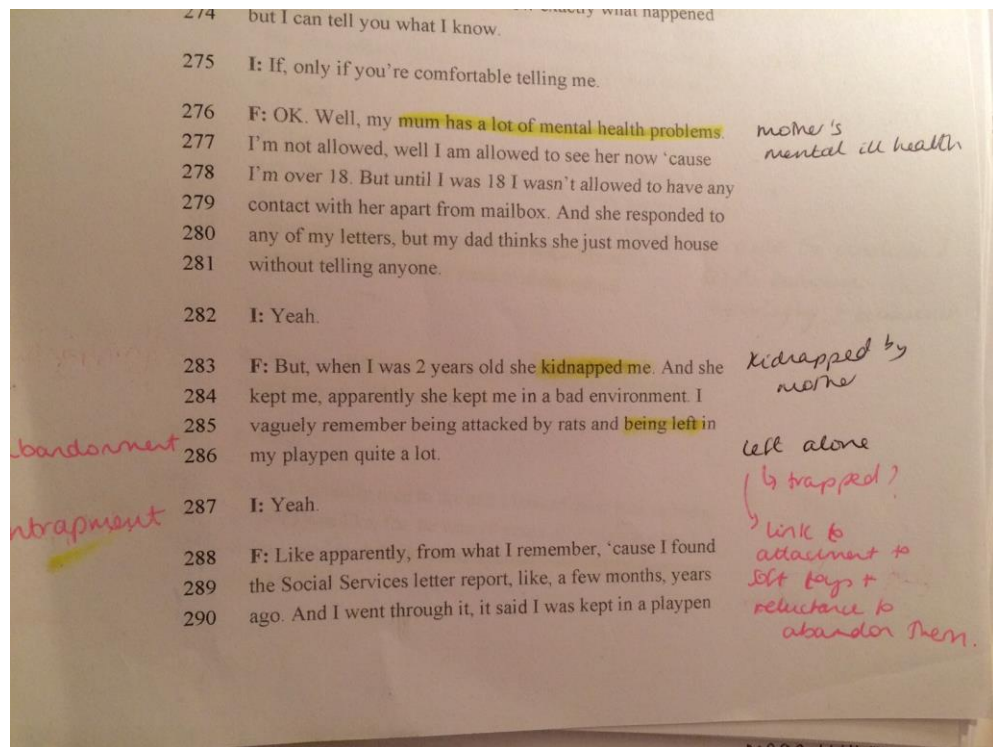 274 exactly what happened
but I can tell you what I know.
275 I: If, only if you're comfortable telling me.
276 F: OK. Well, my mum has a lot of mental health problems.
277 I'm not allowed, well I am allowed to see her now 'cause
278 I'm over 18. But until I was 18 I wasn't allowed to have any
279 contact with her apart from mailbox. And she responded to
280 any of my letters, but my dad thinks she just moved house
281 without telling anyone.
mother's
mental ill health
282 I: Yeah.
283 F: But, when I was 2 years old she kidnapped me. And she
284 kept me, apparently she kept me in a bad environment. I
285 vaguely remember being attacked by rats and being left in
286 my playpen quite a lot.
kidnapped by
mother
bandonment
left alone
↳ trapped?
287 I: Yeah.
ntrapment
288 F: Like apparently, from what I remember, 'cause I found
289 the Social Services letter report, like, a few months, years
290 ago. And I went through it, it said I was kept in a playpen
Link to
attachment to
soft toys +
reluctance to
abandon them.